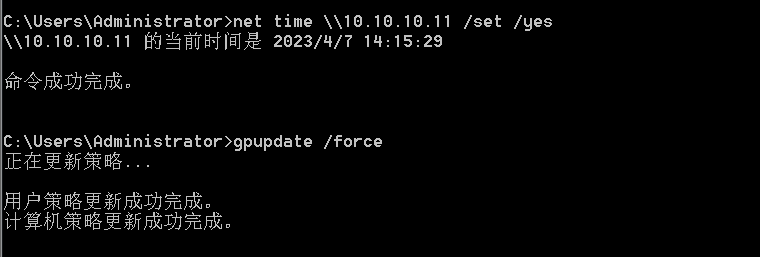 C:\Users\Administrator>net time \\10.10.10.11 /set /yes
\\10.10.10.11 的当前时间是 2023/4/7 14:15:29
命令成功完成。
C:\Users\Administrator>gpupdate /force
正在更新策略...
用户策略更新成功完成。
计算机策略更新成功完成。